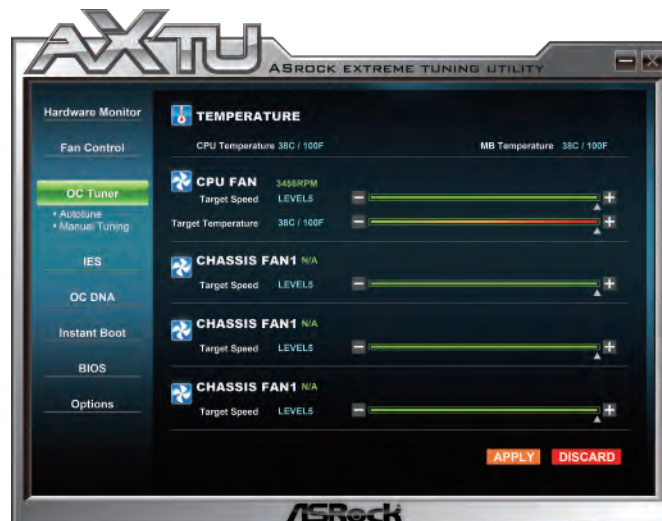 AXTU
ASROCK EXTREME TUNING UTILITY
Hardware Monitor
Fan Control
OC Tuner
• Autotune
• Manual Tuning
IES
OC DNA
Instant Boot
BIOS
Options
TEMPERATURE
CPU Temperature 38C / 100F
MB Temperature 38C / 100F
CPU FAN 3456RPM
Target Speed LEVEL5
Target Temperature 38C / 100F
CHASSIS FAN1 N/A
Target Speed LEVEL5
CHASSIS FAN1 N/A
Target Speed LEVEL5
CHASSIS FAN1 N/A
Target Speed LEVEL5
APPLY DISCARD
ASRock